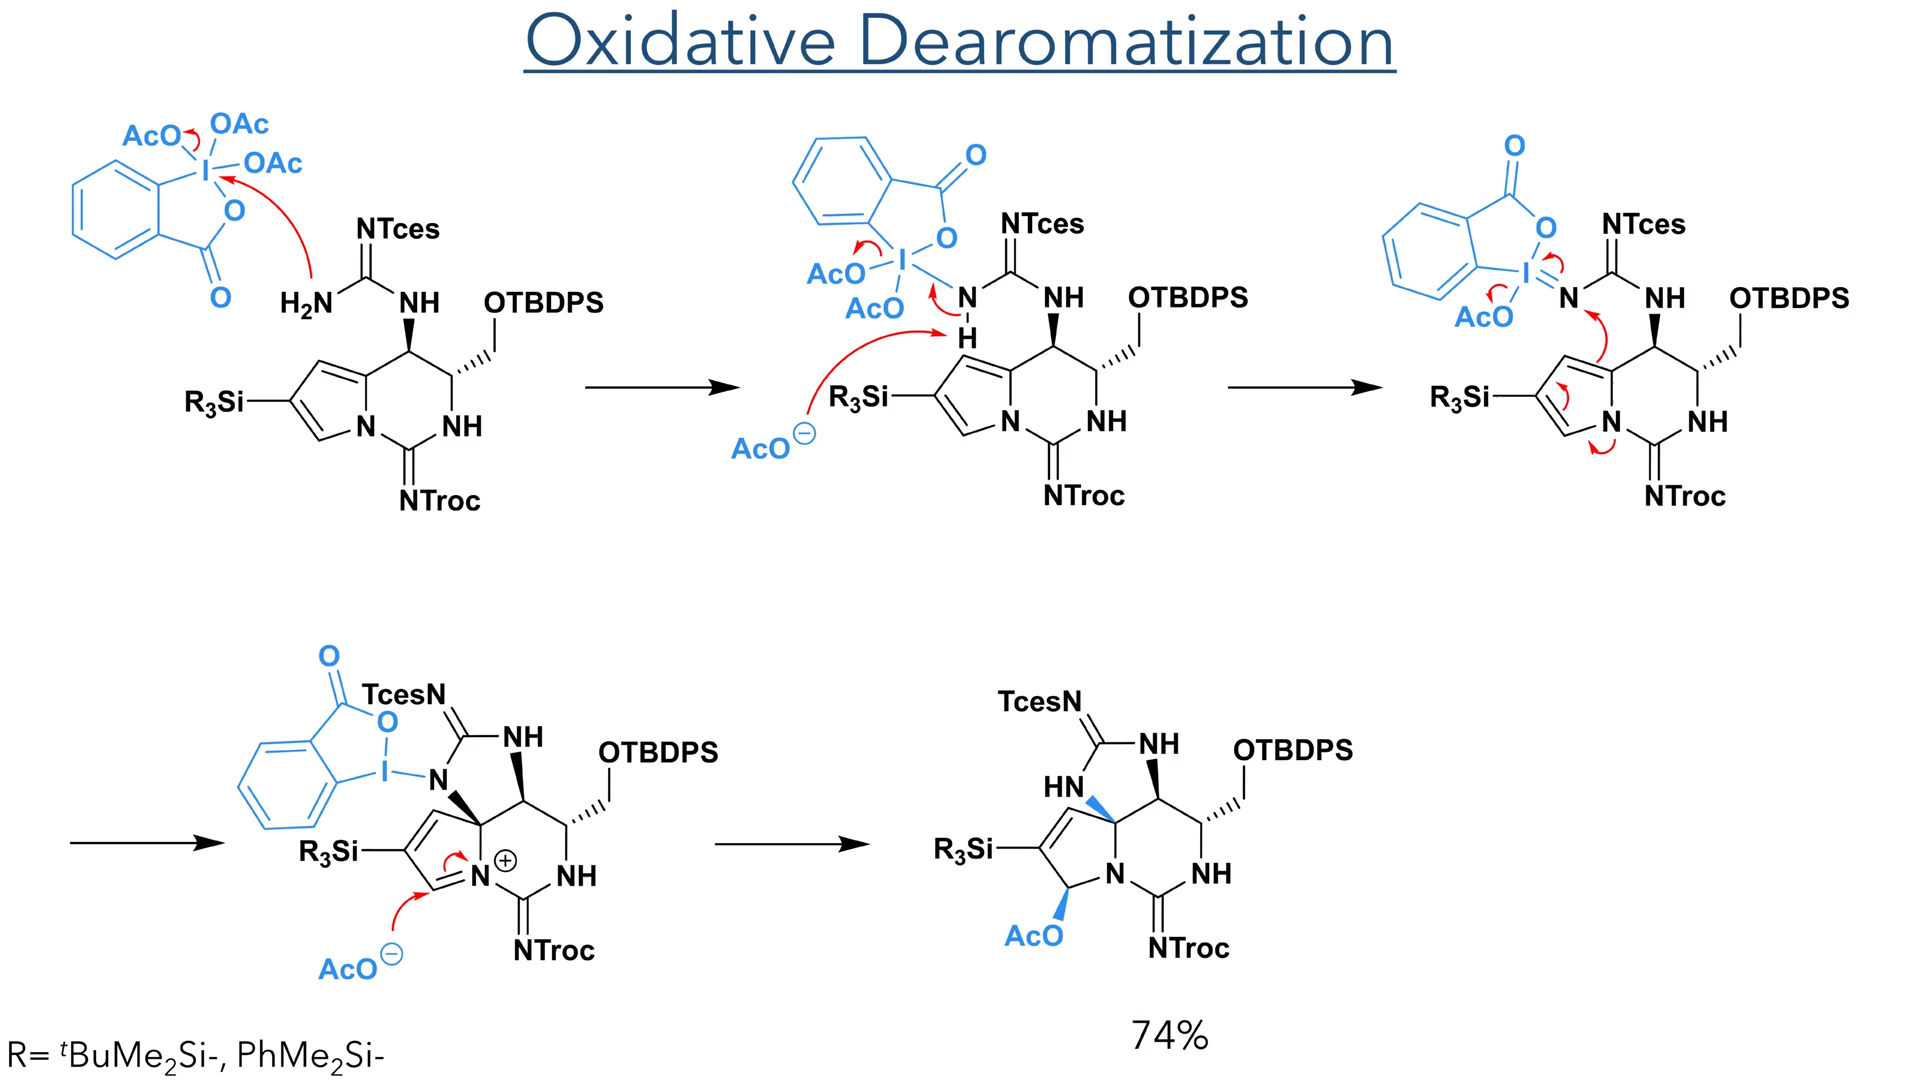 Oxidative Dearomatization
AcO
OAc
OAc
I
O
O
NTces
H₂N
NH
OTBDPS
R₃Si
N
NH
NTroc
O
O
I
AcO
AcO
NTces
N
H
NH
OTBDPS
R₃Si
N
NH
AcO⊖
NTroc
O
O
I
AcO
NTces
N
NH
OTBDPS
R₃Si
N
NH
NTroc
O
O
I
TcesN
NH
N
OTBDPS
R₃Si
N⊕
NH
AcO⊖
NTroc
TcesN
NH
HN
OTBDPS
R₃Si
N
NH
AcO
NTroc
74%
R= ᵗBuMe₂Si-, PhMe₂Si-